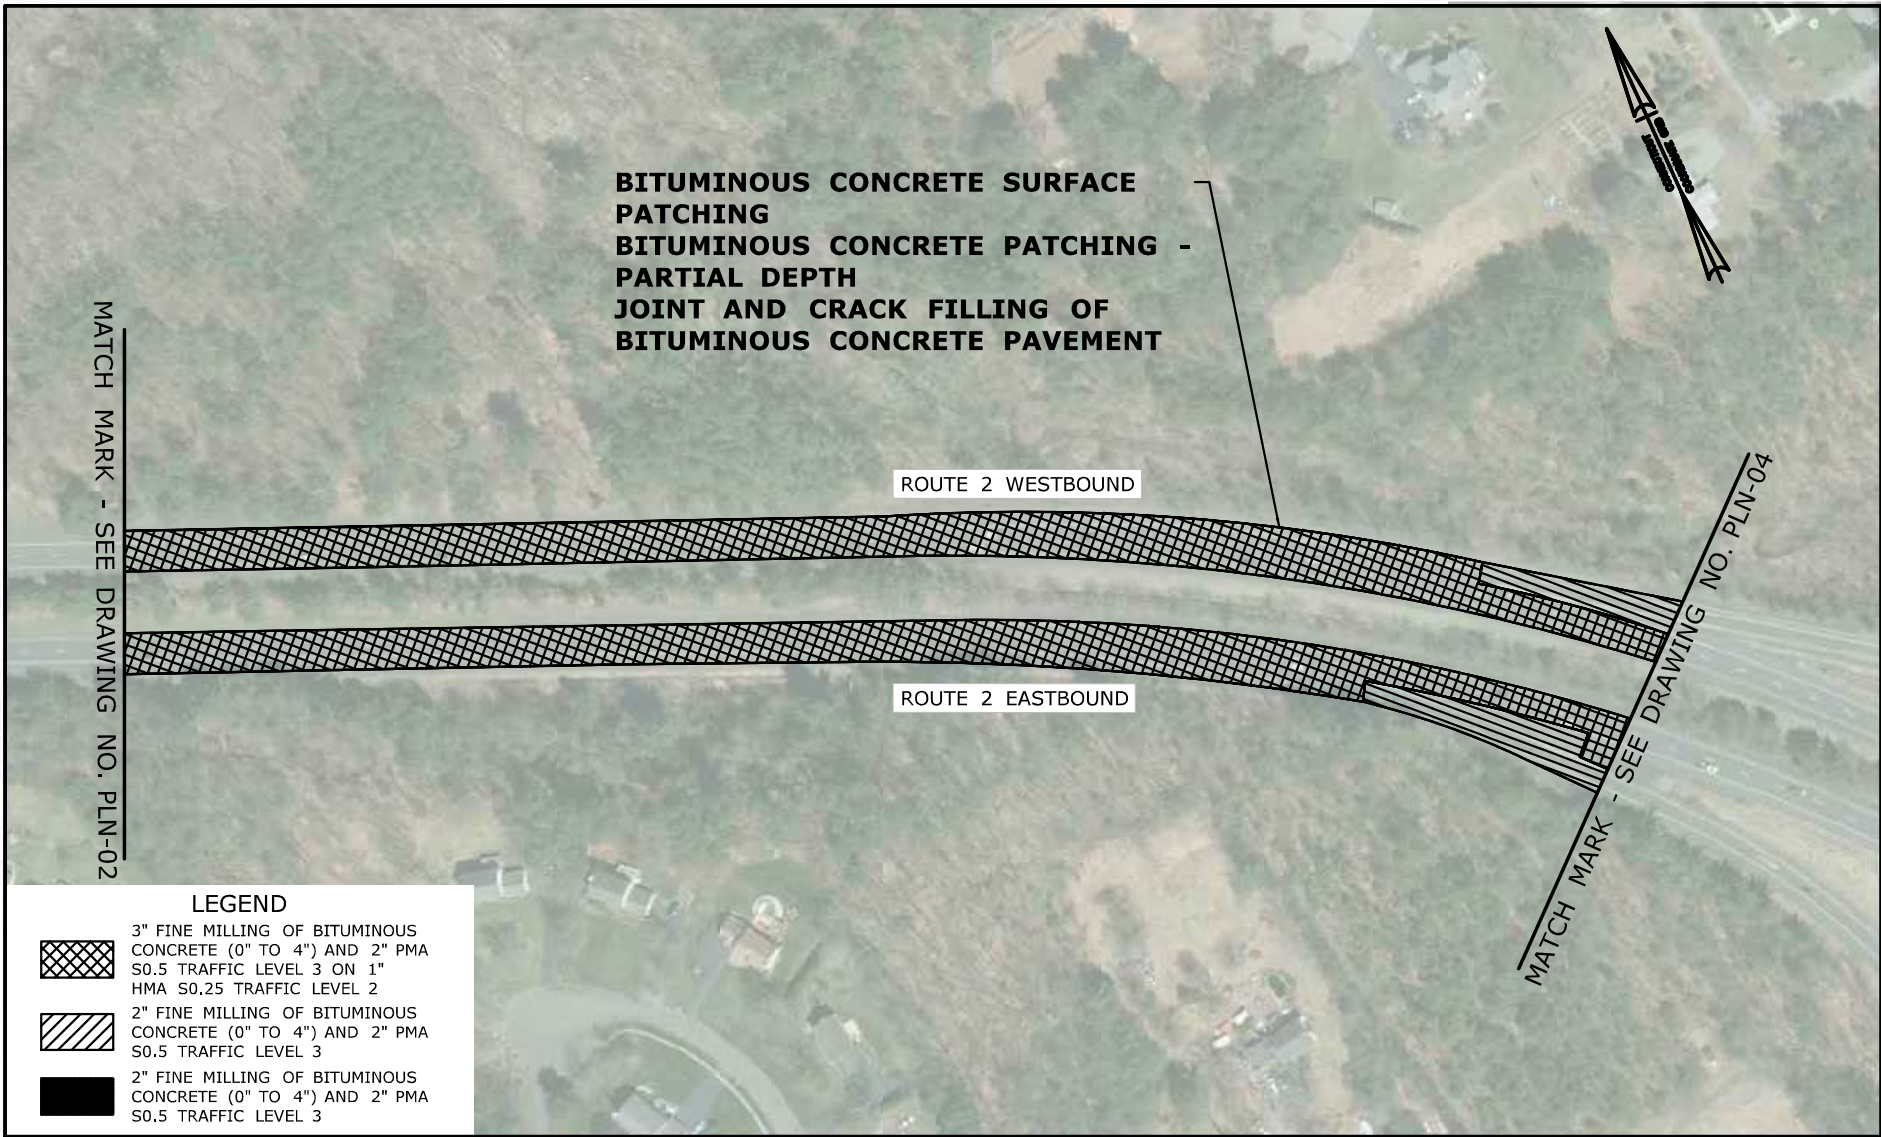 BITUMINOUS CONCRETE SURFACE
PATCHING
BITUMINOUS CONCRETE PATCHING -
PARTIAL DEPTH
JOINT AND CRACK FILLING OF
BITUMINOUS CONCRETE PAVEMENT
CONNECTICUT
COORDINATE GRID
MATCH MARK - SEE DRAWING NO. PLN-02
ROUTE 2 WESTBOUND
ROUTE 2 EASTBOUND
MATCH MARK - SEE DRAWING NO. PLN-04
LEGEND
3" FINE MILLING OF BITUMINOUS
CONCRETE (0" TO 4") AND 2" PMA
S0.5 TRAFFIC LEVEL 3 ON 1"
HMA S0.25 TRAFFIC LEVEL 2
2" FINE MILLING OF BITUMINOUS
CONCRETE (0" TO 4") AND 2" PMA
S0.5 TRAFFIC LEVEL 3
2" FINE MILLING OF BITUMINOUS
CONCRETE (0" TO 4") AND 2" PMA
S0.5 TRAFFIC LEVEL 3